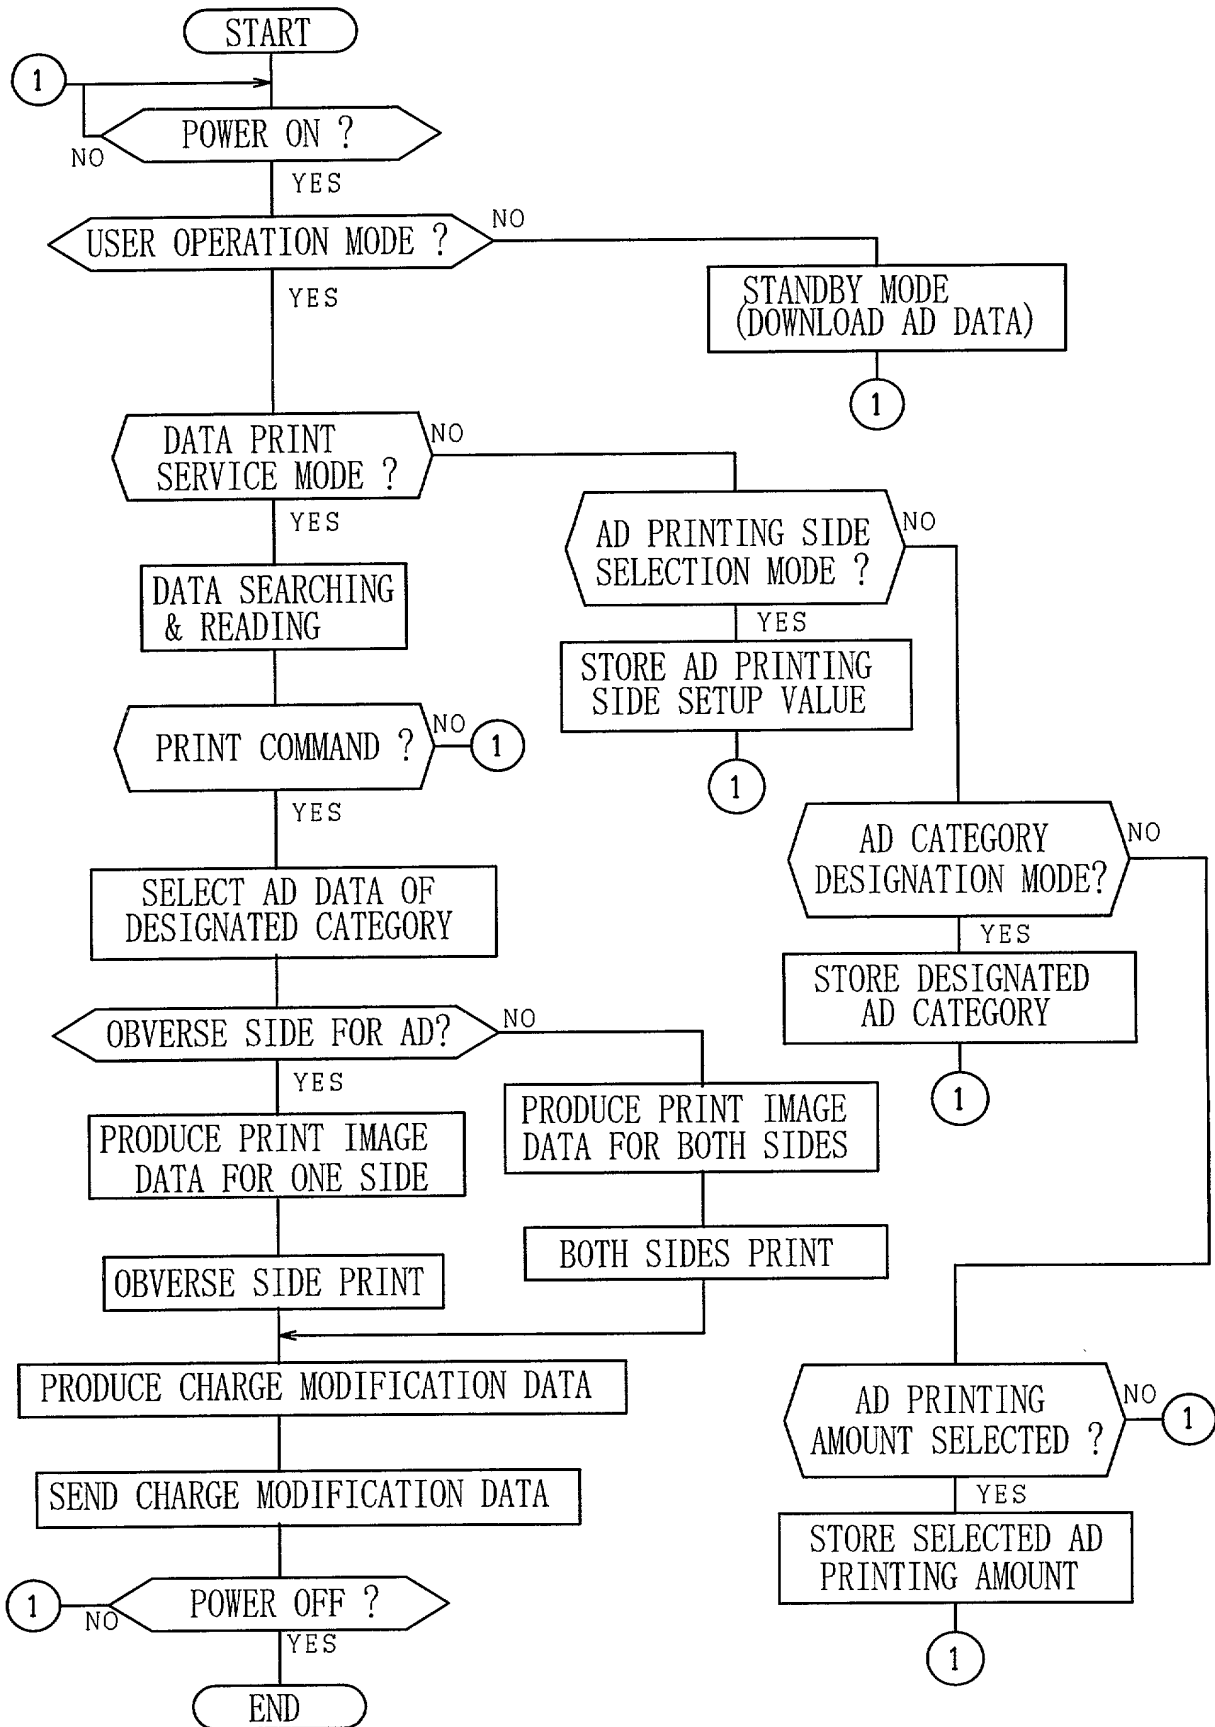 START
1
POWER ON ?
NO
YES
USER OPERATION MODE ?
NO
YES
STANDBY MODE
(DOWNLOAD AD DATA)
1
DATA PRINT
SERVICE MODE ?
NO
YES
AD PRINTING SIDE
SELECTION MODE ?
NO
YES
DATA SEARCHING
& READING
STORE AD PRINTING
SIDE SETUP VALUE
1
PRINT COMMAND ?
NO
1
YES
AD CATEGORY
DESIGNATION MODE?
NO
YES
SELECT AD DATA OF
DESIGNATED CATEGORY
STORE DESIGNATED
AD CATEGORY
1
OBVERSE SIDE FOR AD?
NO
YES
PRODUCE PRINT IMAGE
DATA FOR BOTH SIDES
PRODUCE PRINT IMAGE
DATA FOR ONE SIDE
BOTH SIDES PRINT
OBVERSE SIDE PRINT
PRODUCE CHARGE MODIFICATION DATA
AD PRINTING
AMOUNT SELECTED ?
NO
1
YES
SEND CHARGE MODIFICATION DATA
STORE SELECTED AD
PRINTING AMOUNT
1
POWER OFF ?
1
NO
YES
END